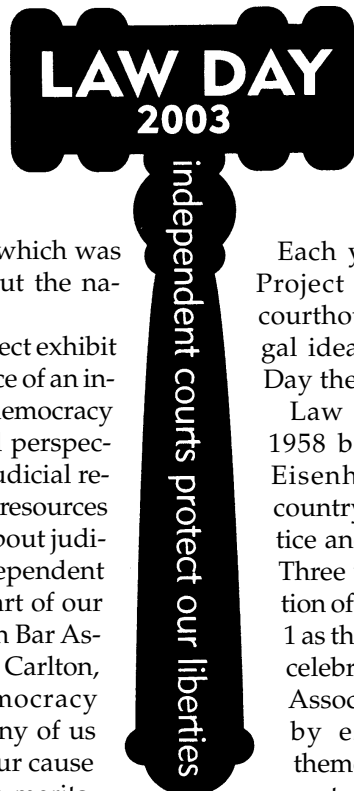 LAW DAY
2003
independent courts protect our liberties
which was
out the na-
ect exhibit
ce of an in-
democracy
l perspec-
udicial re-
resources
bout judi-
ependent
art of our
n Bar As-
Carlton,
mocracy
ny of us
ur cause
Each y
Project
courthou
gal idea
Day the
Law
1958 b
Eisenh
country
tice an
Three
tion of
1 as th
celebr
Assoc
by e
theme